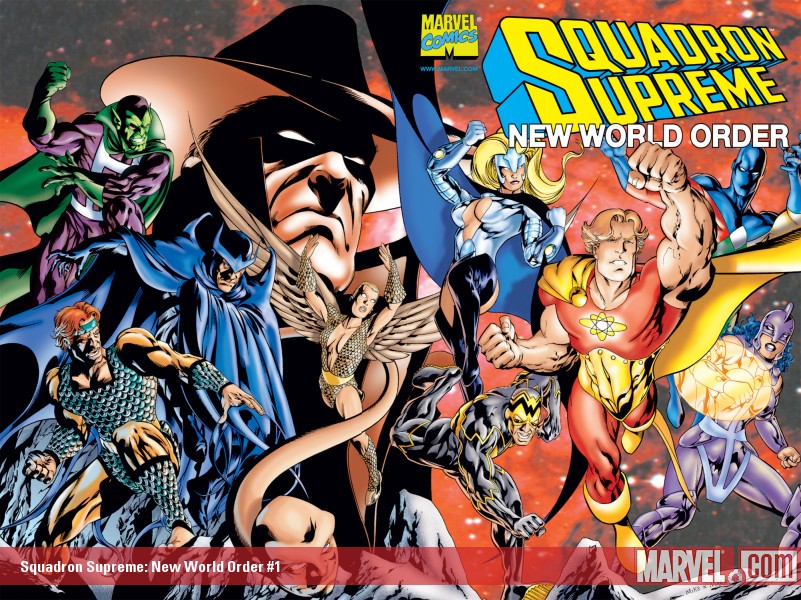 MARVEL
COMICS
M
WWW.MARVEL.COM
SQUADRON
SUPREME
NEW WORLD ORDER
Squadron Supreme: New World Order #1
MARVEL.com